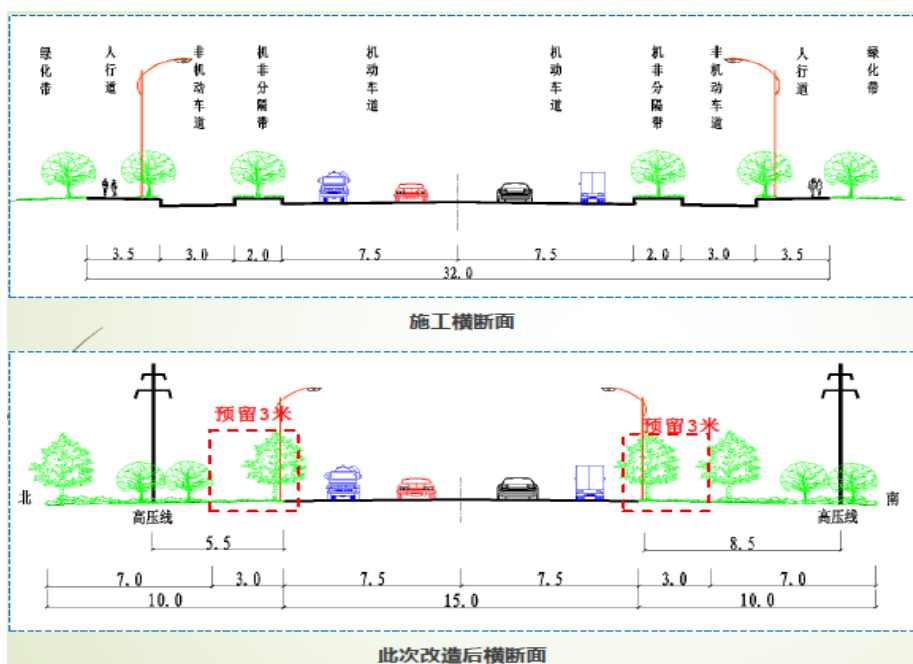 绿化带
人行道
非机动车道
机非分隔带
机动车道
机动车道
机非分隔带
非机动车道
人行道
绿化带
3.5 3.0 2.0 7.5 7.5 2.0 3.0 3.5
32.0
施工横断面
预留3米
预留3米
北
南
高压线
高压线
5.5
8.5
7.0 3.0 7.5 7.5 3.0 7.0
10.0 15.0 10.0
此次改造后横断面